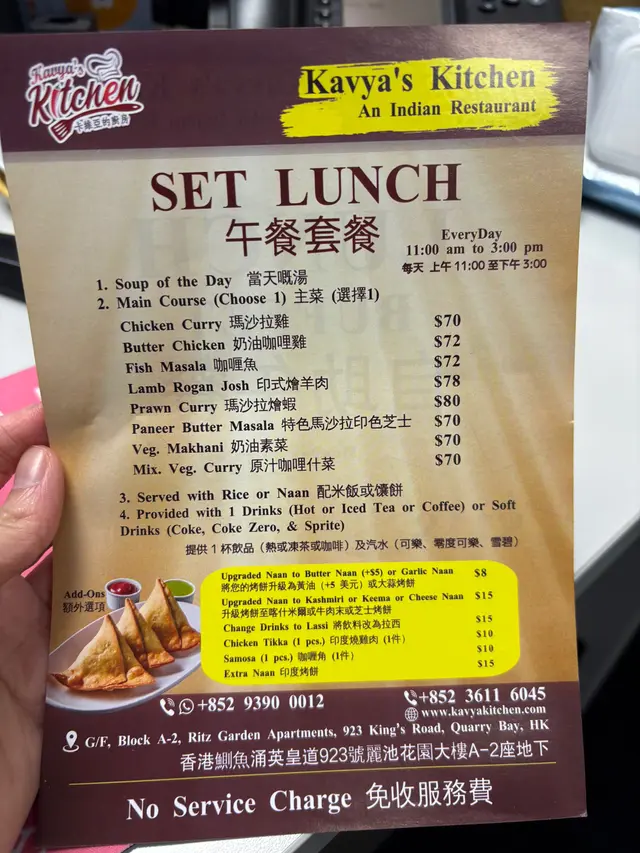 Kavya's
Kitchen
卡維亞的廚房
Kavya's Kitchen
An Indian Restaurant
SET LUNCH
午餐套餐
EveryDay
11:00 am to 3:00 pm
每天 上午 11:00 至下午 3:00
1. Soup of the Day 當天嘅湯
2. Main Course (Choose 1) 主菜 (選擇1)
Chicken Curry 瑪沙拉雞 $70
Butter Chicken 奶油咖哩雞 $72
Fish Masala 咖喱魚 $72
Lamb Rogan Josh 印式燴羊肉 $78
Prawn Curry 瑪沙拉燴蝦 $80
Paneer Butter Masala 特色馬沙拉印色芝士 $70
Veg. Makhani 奶油素菜 $70
Mix. Veg. Curry 原汁咖哩什菜 $70
3. Served with Rice or Naan 配米飯或饢餅
4. Provided with 1 Drinks (Hot or Iced Tea or Coffee) or Soft
Drinks (Coke, Coke Zero, & Sprite)
提供 1 杯飲品（熱或凍茶或咖啡）及汽水（可樂、零度可樂、雪碧）
Add-Ons
額外選項
Upgraded Naan to Butter Naan (+$5) or Garlic Naan $8
將您的烤餅升級為黃油（+5 美元）或大蒜烤餅
Upgraded Naan to Kashmiri or Keema or Cheese Naan $15
升級烤餅至喀什米爾或牛肉末或芝士烤餅
Change Drinks to Lassi 將飲料改為拉西 $15
Chicken Tikka (1 pcs.) 印度燒雞肉 (1件) $10
Samosa (1 pcs.) 咖喱角 (1件) $10
Extra Naan 印度烤餅 $15
+852 9390 0012
+852 3611 6045
www.kavyakitchen.com
G/F, Block A-2, Ritz Garden Apartments, 923 King's Road, Quarry Bay, HK
香港鰂魚涌英皇道923號麗池花園大樓A-2座地下
No Service Charge 免收服務費